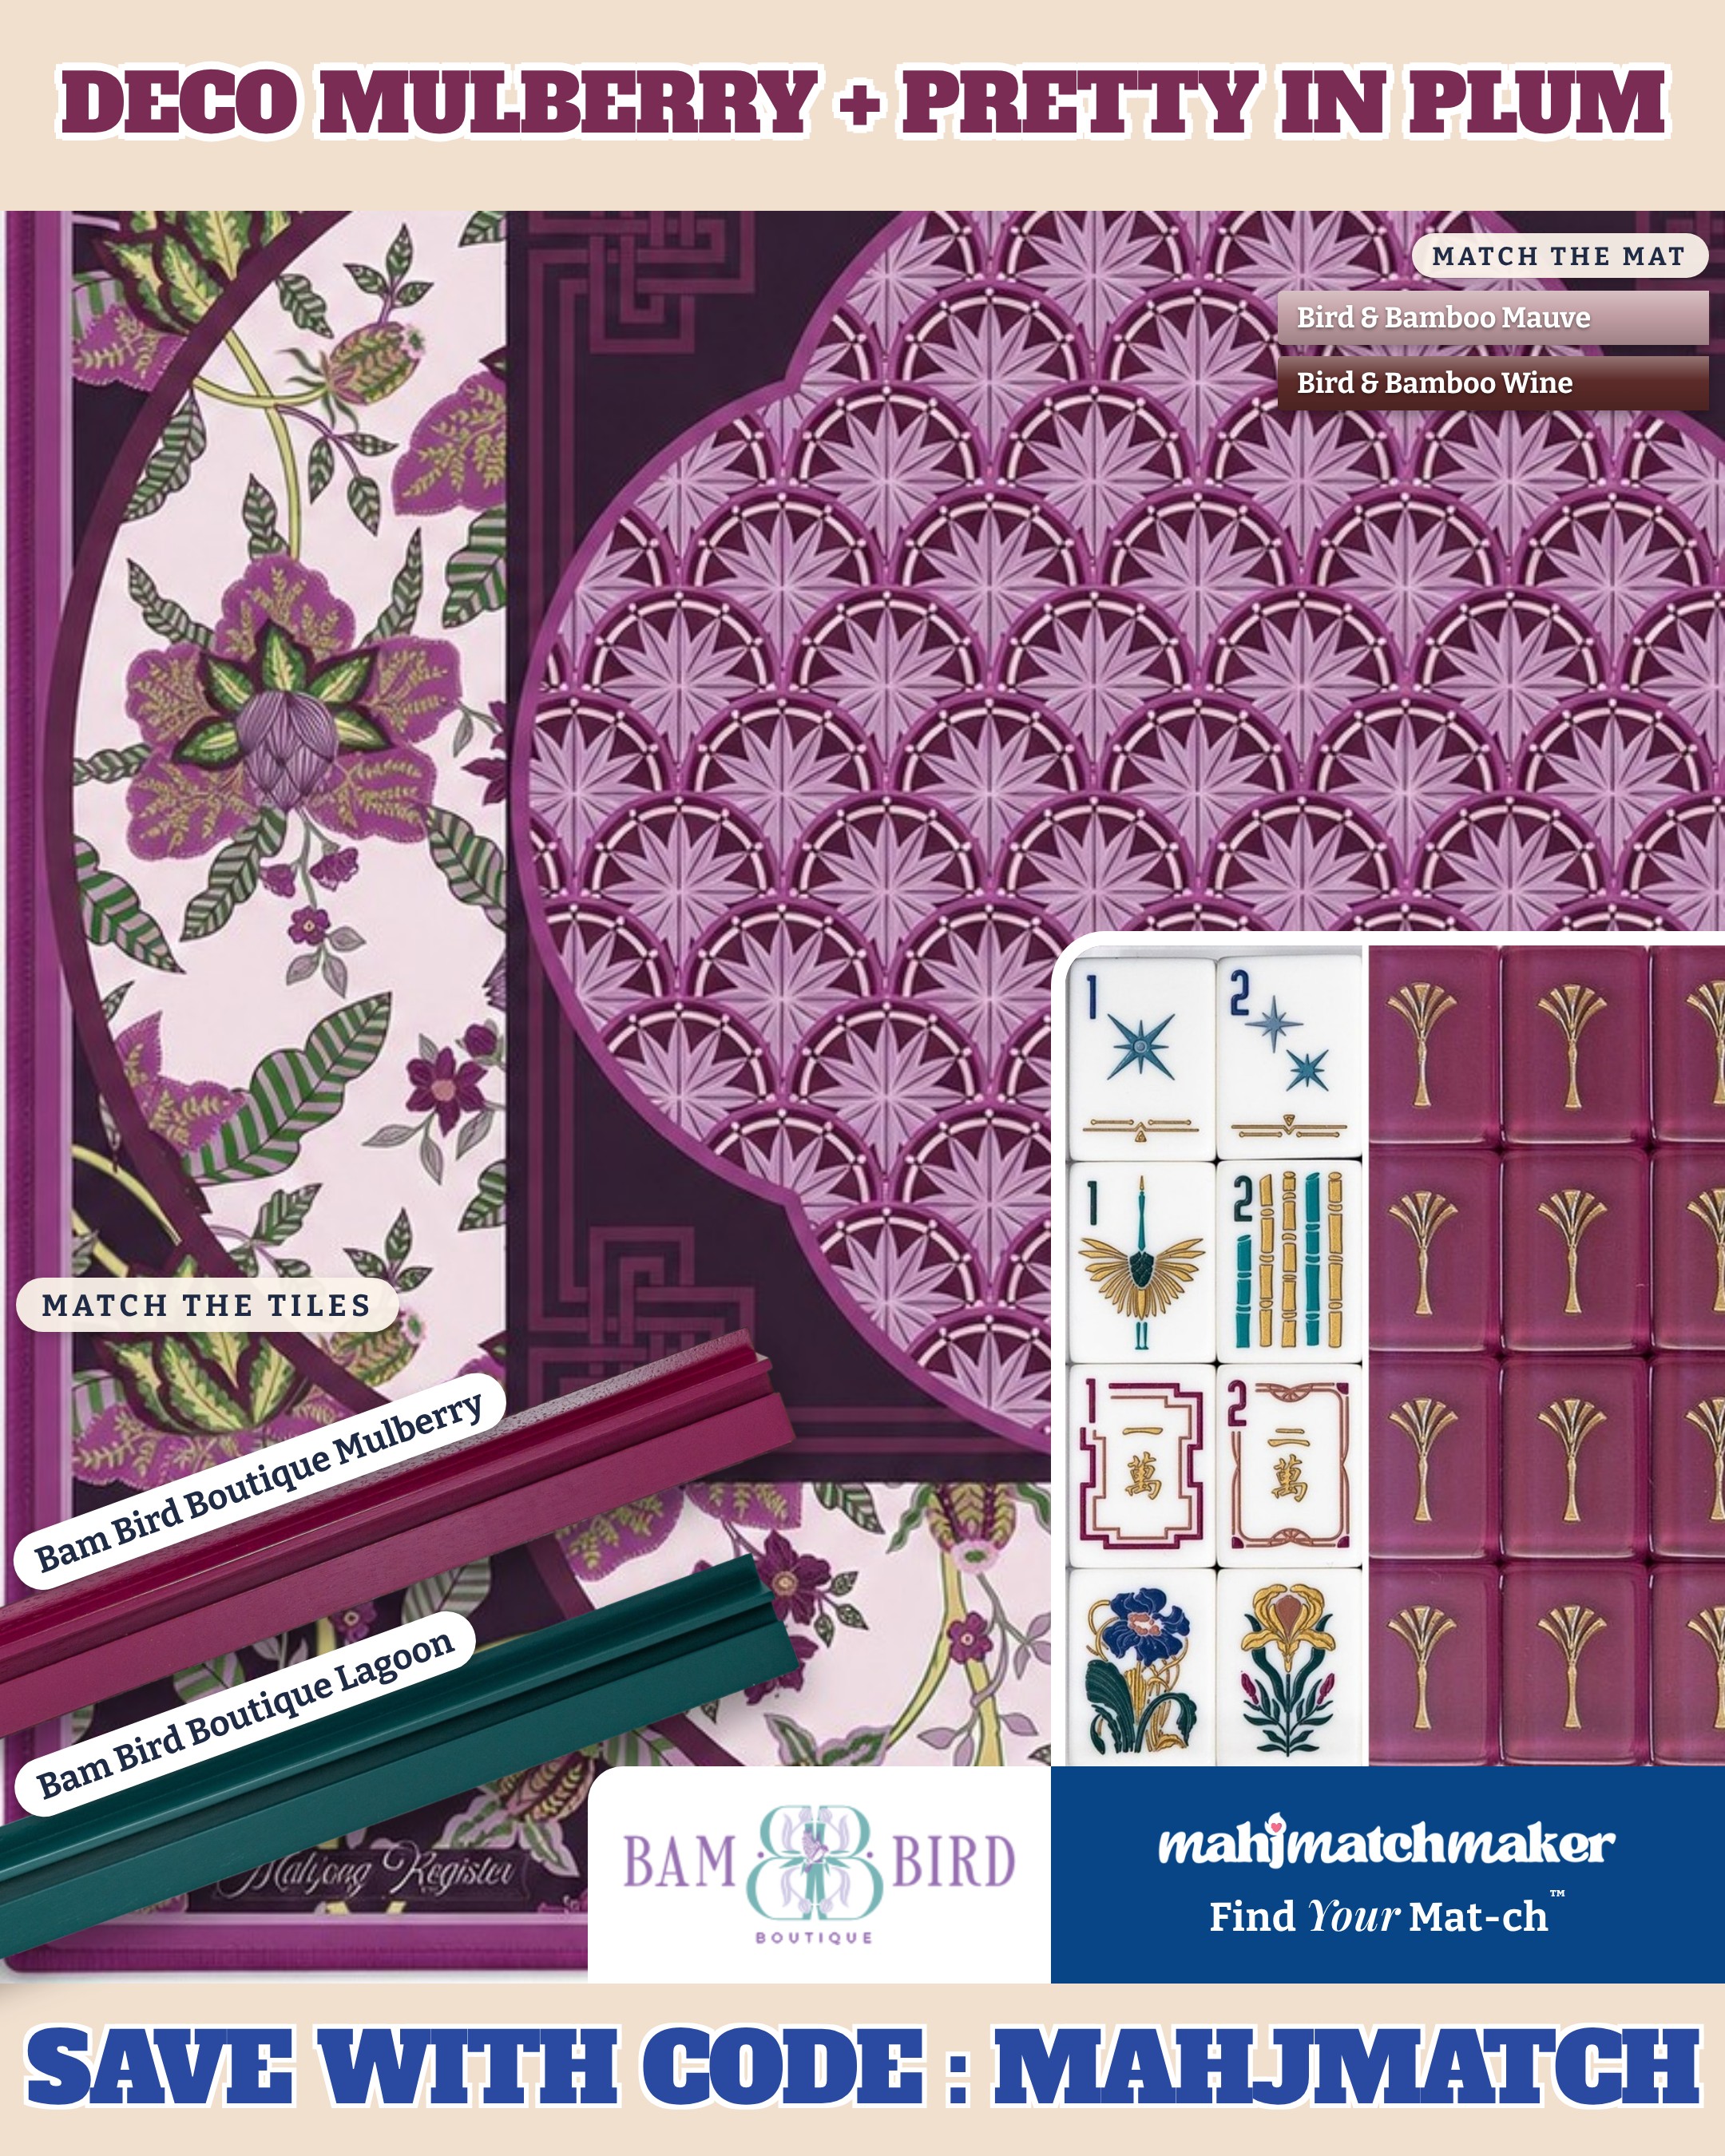 DECO MULBERRY + PRETTY IN PLUM
MATCH THE MAT
Bird & Bamboo Mauve
Bird & Bamboo Wine
1
2
1
2
1
2
一
二
萬
萬
MATCH THE TILES
Bam Bird Boutique Mulberry
Bam Bird Boutique Lagoon
Mahjong Register
BAM BIRD
BOUTIQUE
mahjmatchmaker
Find Your Mat-ch™
SAVE WITH CODE : MAHJMATCH